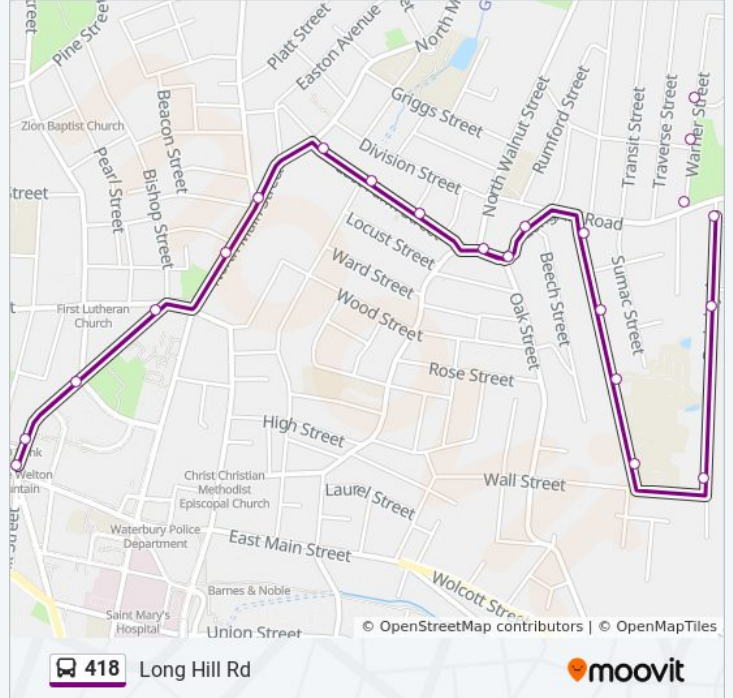 Pine Street
Platt Street
Easton Avenue
North M
Griggs Street
Zion Baptist Church
Beacon Street
Division Street
North Walnut Street
Rumford Street
Transit Street
Traverse Street
Warner Street
Pearl Street
Bishop Street
Street
Road
Locust Street
Ward Street
Wood Street
First Lutheran
Church
Oak Street
Beech Street
Sumac Street
Rose Street
High Street
Wall Street
Welton
Christ Christian
Methodist
Episcopal Church
Laurel Street
Waterbury Police
Department
East Main Street
Barnes & Noble
Wolcott Street
Saint Mary's
Hospital
Union Street
© OpenStreetMap contributors | © OpenMapTiles
418 Long Hill Rd
moovit